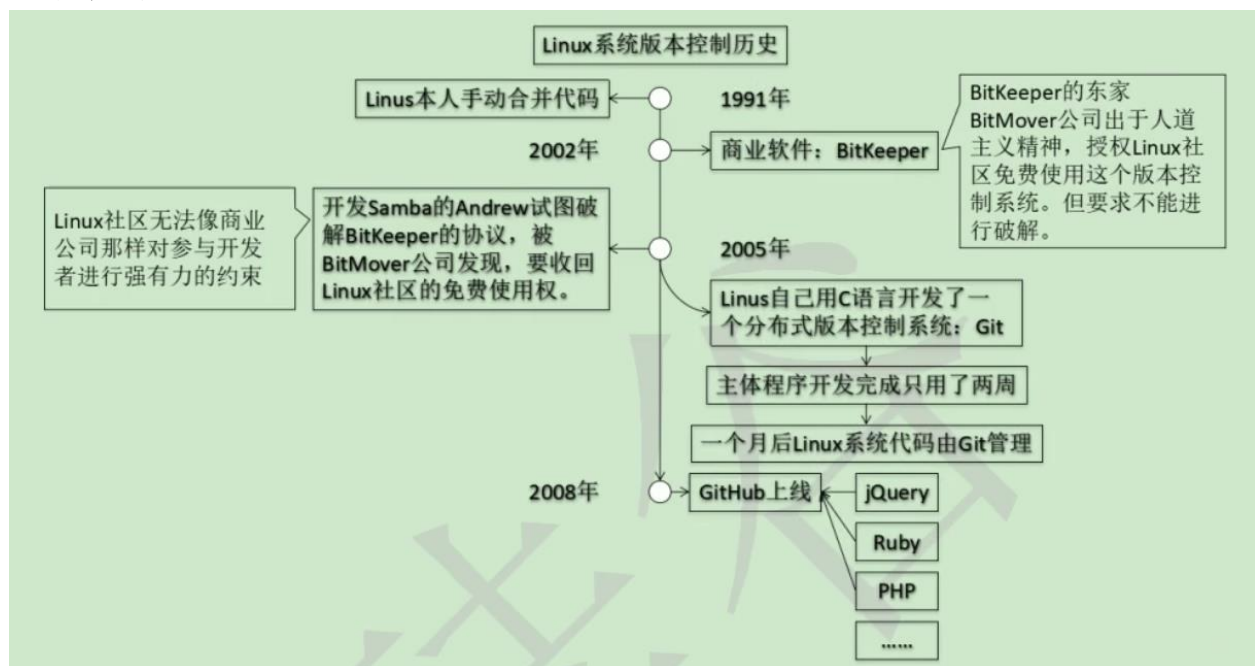 Linux系统版本控制历史
Linus本人手动合并代码
1991年
BitKeeper的东家
BitMover公司出于人道
主义精神，授权Linux社
区免费使用这个版本控
制系统。但要求不能进
行破解。
2002年
商业软件：BitKeeper
Linux社区无法像商业
公司那样对参与开发
者进行强有力的约束
开发Samba的Andrew试图破
解BitKeeper的协议，被
BitMover公司发现，要收回
Linux社区的免费使用权。
2005年
Linus自己用C语言开发了一
个分布式版本控制系统：Git
主体程序开发完成只用了两周
一个月后Linux系统代码由Git管理
2008年
GitHub上线
jQuery
Ruby
PHP
......